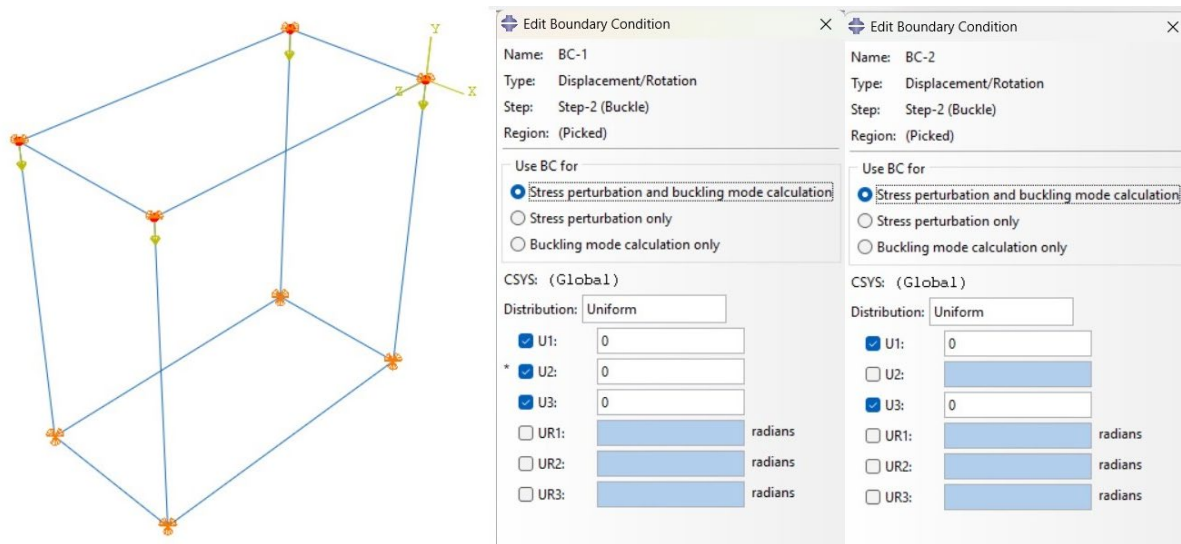 Y
Z
X
Edit Boundary Condition
Name: BC-1
Type: Displacement/Rotation
Step: Step-2 (Buckle)
Region: (Picked)
Use BC for
Stress perturbation and buckling mode calculation
Stress perturbation only
Buckling mode calculation only
CSYS: (Global)
Distribution: Uniform
U1: 0
* U2: 0
U3: 0
UR1: radians
UR2: radians
UR3: radians
Edit Boundary Condition
Name: BC-2
Type: Displacement/Rotation
Step: Step-2 (Buckle)
Region: (Picked)
Use BC for
Stress perturbation and buckling mode calculation
Stress perturbation only
Buckling mode calculation only
CSYS: (Global)
Distribution: Uniform
U1: 0
U2:
U3: 0
UR1: radians
UR2: radians
UR3: radians